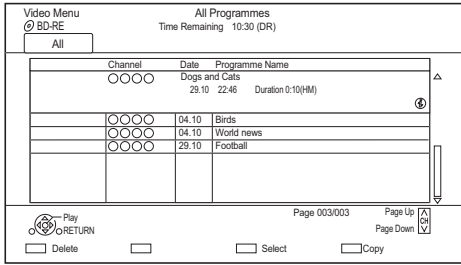 Video Menu
BD-RE
All Programmes
Time Remaining 10:30 (DR)
All
Channel Date Programme Name
Dogs and Cats
29.10 22:46 Duration 0:10(HM)
04.10 Birds
04.10 World news
29.10 Football
Page 003/003
Page Up
CH
Page Down
Play
OK
RETURN
Delete Select Copy